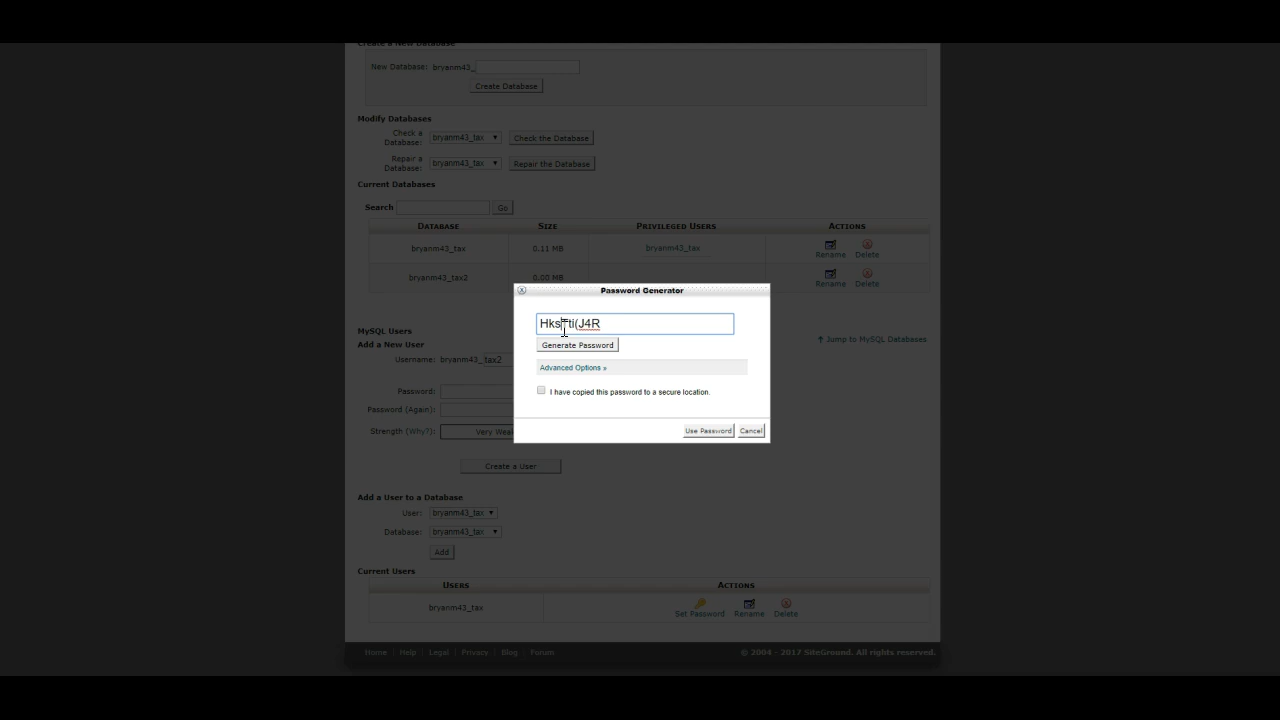 Create a New Database
New Database: bryanm43_
Create Database
Modify Databases
Check a Database: bryanm43_tax Check the Database
Repair a Database: bryanm43_tax Repair the Database
Current Databases
Search Go
DATABASE SIZE PRIVILEGED USERS ACTIONS
bryanm43_tax 0.11 MB bryanm43_tax Rename Delete
bryanm43_tax2 0.00 MB Rename Delete
Password Generator
Generate Password
Advanced Options »
I have copied this password to a secure location.
Use Password Cancel
MySQL Users
Add a New User
Jump to MySQL Databases
Username: bryanm43_ tax2
Password:
Password (Again):
Strength (Why?): Very
Create a User
Add a User to a Database
User: bryanm43_tax
Database: bryanm43_tax
Add
Current Users
USERS ACTIONS
bryanm43_tax Set Password Rename Delete
Home | Help | Legal | Privacy | Blog | Forum © 2004 - 2017 SiteGround. All rights reserved.